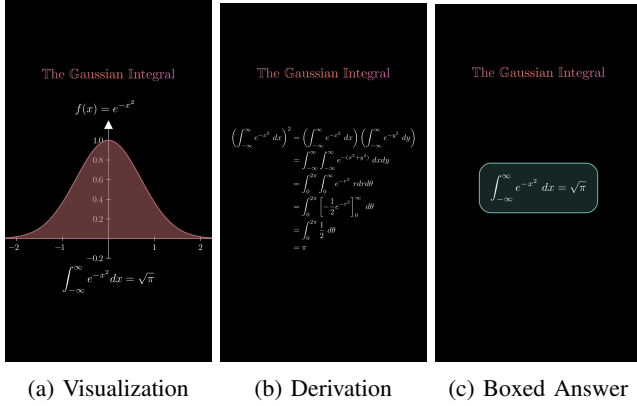 The Gaussian Integral
f(x) = e^{-x^2}
1.0
0.8
0.6
0.4
0.2
−2 −1 1 2
−0.2
\int_{-\infty}^{\infty} e^{-x^2} dx = \sqrt{\pi}
(a) Visualization
The Gaussian Integral
\left( \int_{-\infty}^{\infty} e^{-x^2} dx \right)^2 = \left( \int_{-\infty}^{\infty} e^{-x^2} dx \right) \left( \int_{-\infty}^{\infty} e^{-y^2} dy \right)
= \int_{-\infty}^{\infty} \int_{-\infty}^{\infty} e^{-(x^2+y^2)} dxdy
= \int_0^{2\pi} \int_0^{\infty} e^{-r^2} rdrd\theta
= \int_0^{2\pi} \left[ -\frac{1}{2} e^{-r^2} \right]_0^{\infty} d\theta
= \int_0^{2\pi} \frac{1}{2} d\theta
= \pi
(b) Derivation
The Gaussian Integral
\int_{-\infty}^{\infty} e^{-x^2} dx = \sqrt{\pi}
(c) Boxed Answer